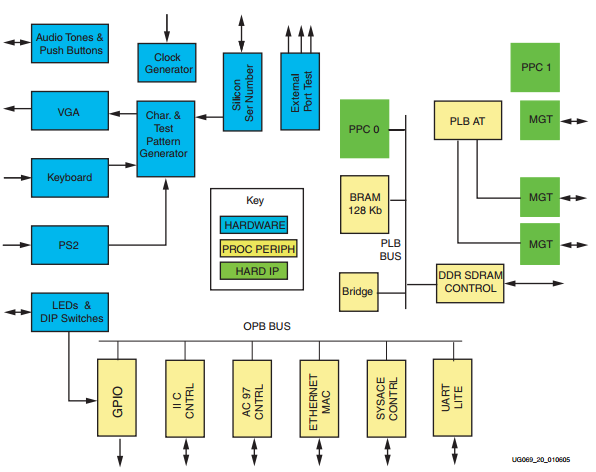 Audio Tones &
Push Buttons
Clock
Generator
Silicon
Ser Number
External
Port Test
PPC 1
VGA
Char. &
Test
Pattern
Generator
PPC 0
PLB AT
MGT
Keyboard
Key
HARDWARE
PROC PERIPH
HARD IP
BRAM
128 Kb
MGT
PS2
PLB
BUS
MGT
LEDs &
DIP Switches
Bridge
DDR SDRAM
CONTROL
OPB BUS
GPIO
II C
CNTRL
AC 97
CNTRL
ETHERNET
MAC
SYSACE
CONTRL
UART
LITE
UG069_20_010605